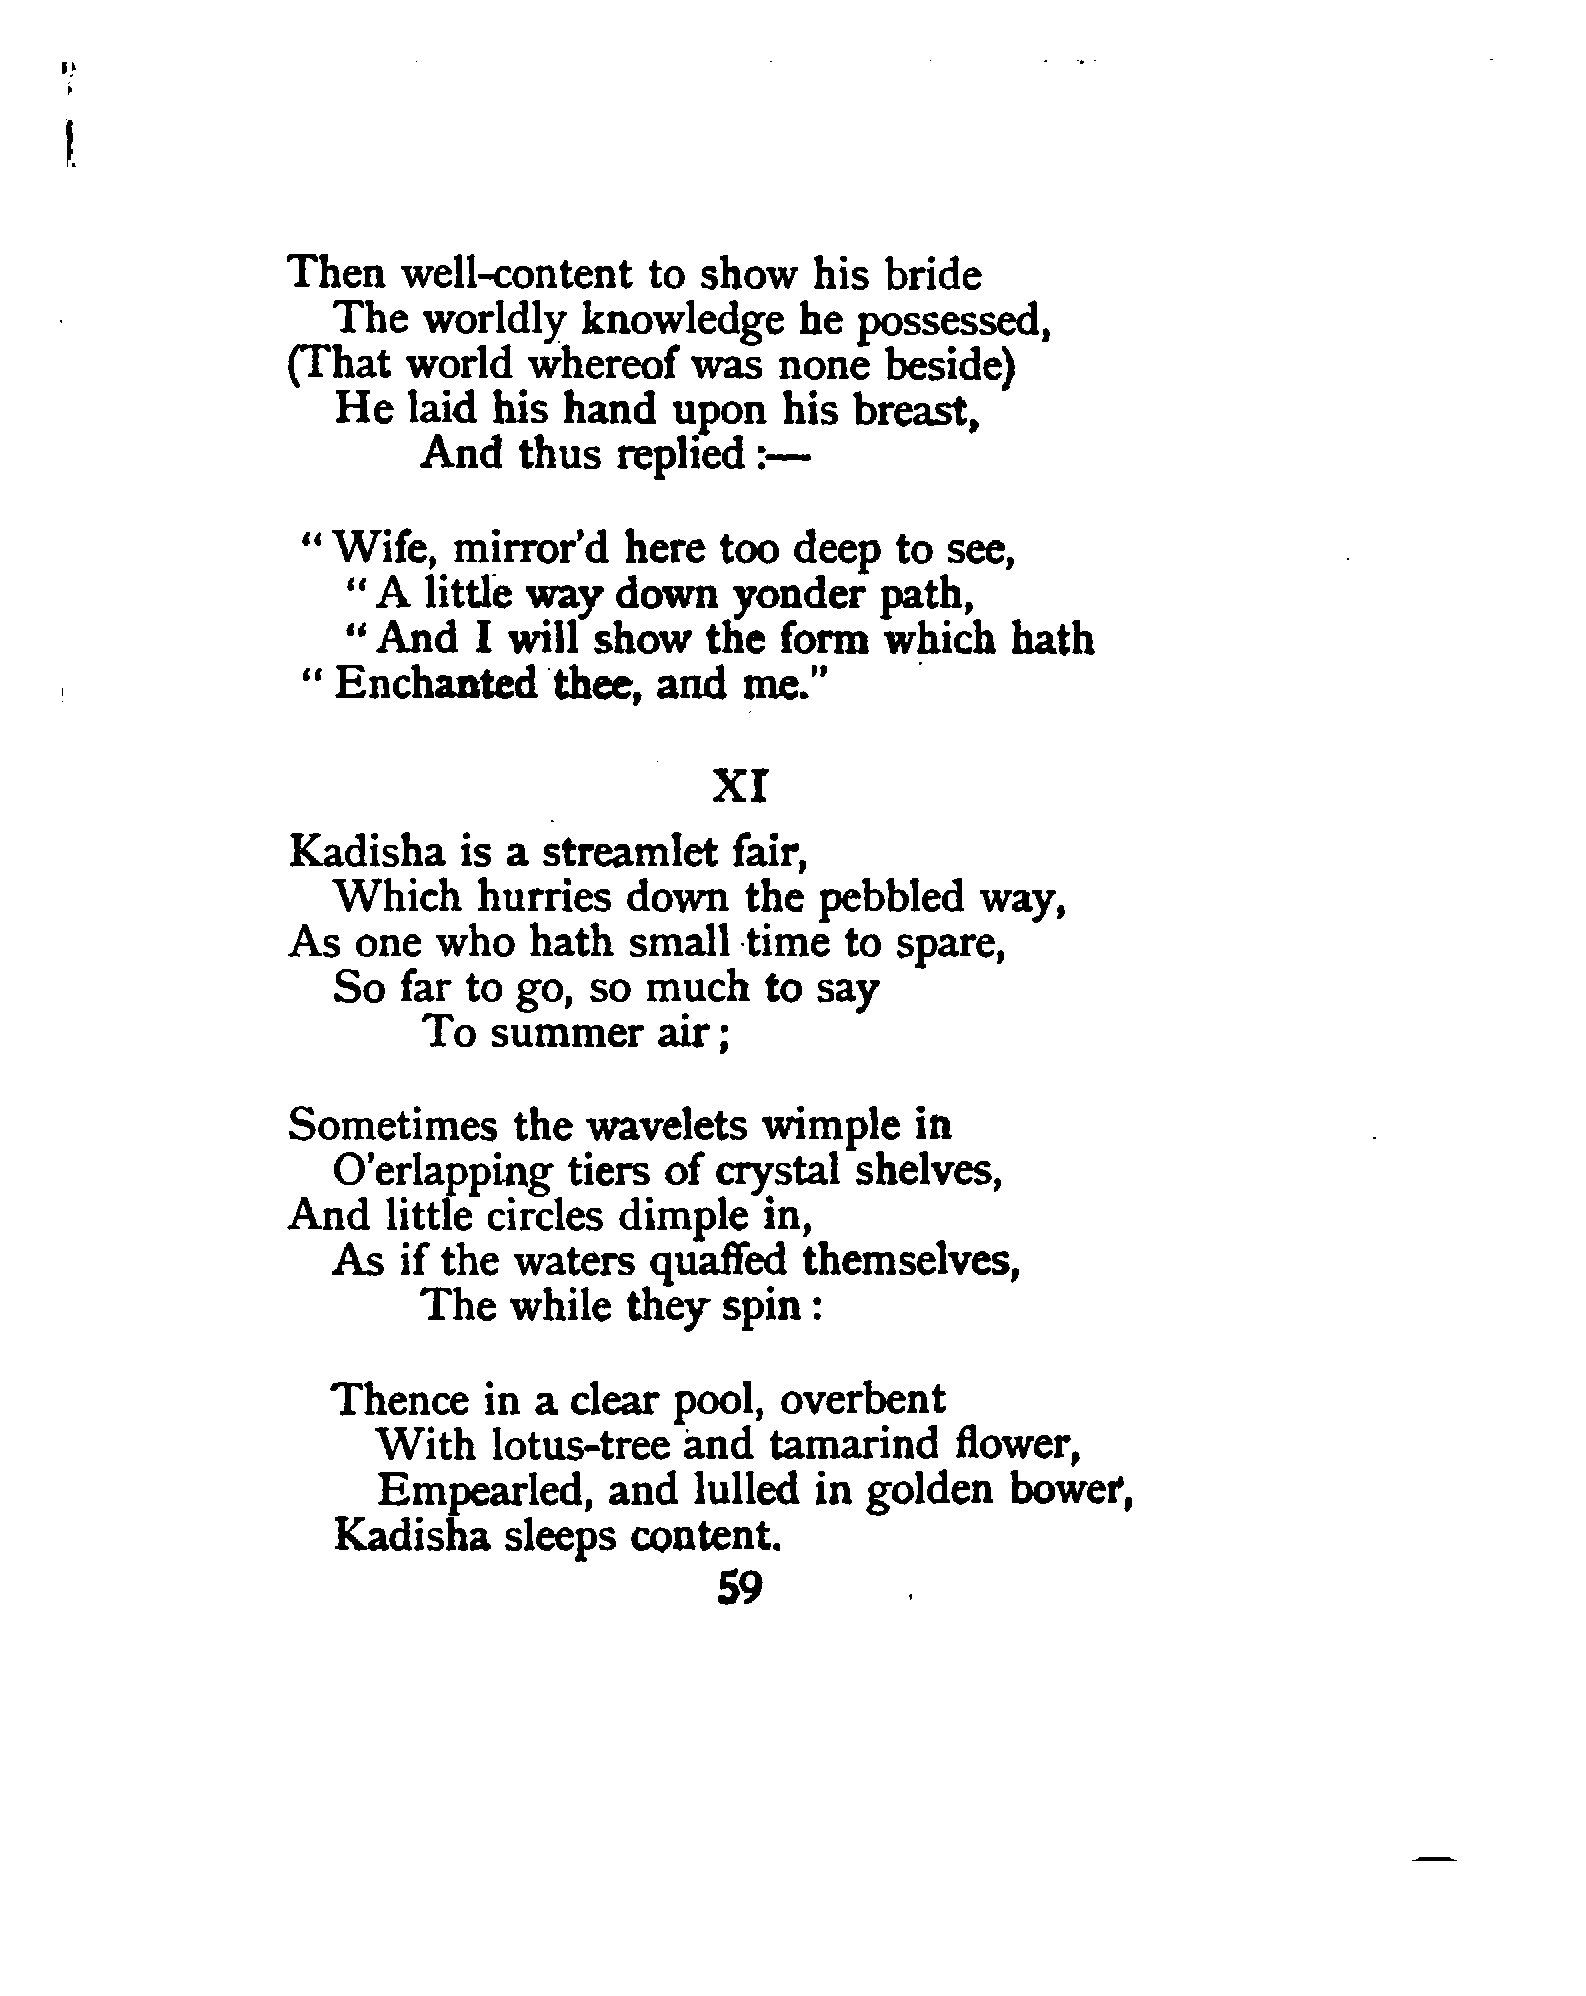 Then well-content to show his bride
The worldly knowledge he possessed,
(That world whereof was none beside)
He laid his hand upon his breast,
And thus replied :—
“ Wife, mirror’d here too deep to see,
“ A little way down yonder path,
“ And I will show the form which hath
“ Enchanted thee, and me.”
XI
Kadisha is a streamlet fair,
Which hurries down the pebbled way,
As one who hath small time to spare,
So far to go, so much to say
To summer air ;
Sometimes the wavelets wimple in
O’erlapping tiers of crystal shelves,
And little circles dimple in,
As if the waters quaffed themselves,
The while they spin :
Thence in a clear pool, overbent
With lotus-tree and tamarind flower,
Empearled, and lulled in golden bower,
Kadisha sleeps content.
59